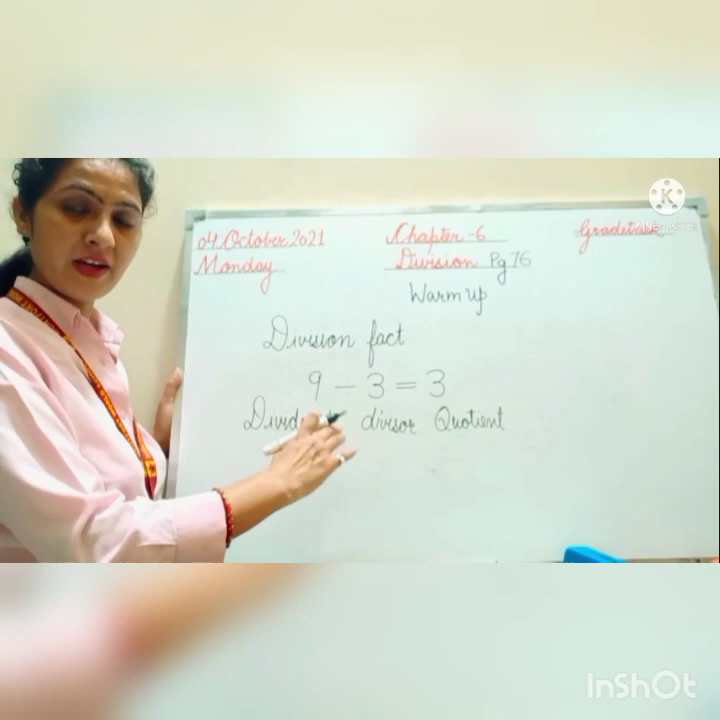 04 October 2021 Chapter-6
Monday Division Pg 76
Warm up
Division fact
9 – 3 = 3
divisor Quotient
K
InShOt